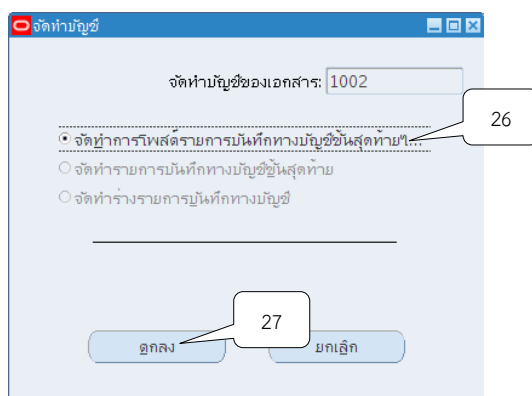 จัดทำบัญชี
จัดทำบัญชีของเอกสาร: 1002
26
จัดทำการโพสต์รายการบันทึกทางบัญชีขั้นสุดท้ายใ...
จัดทำรายการบันทึกทางบัญชีขั้นสุดท้าย
จัดทำร่างรายการบันทึกทางบัญชี
27
ตกลง ยกเลิก